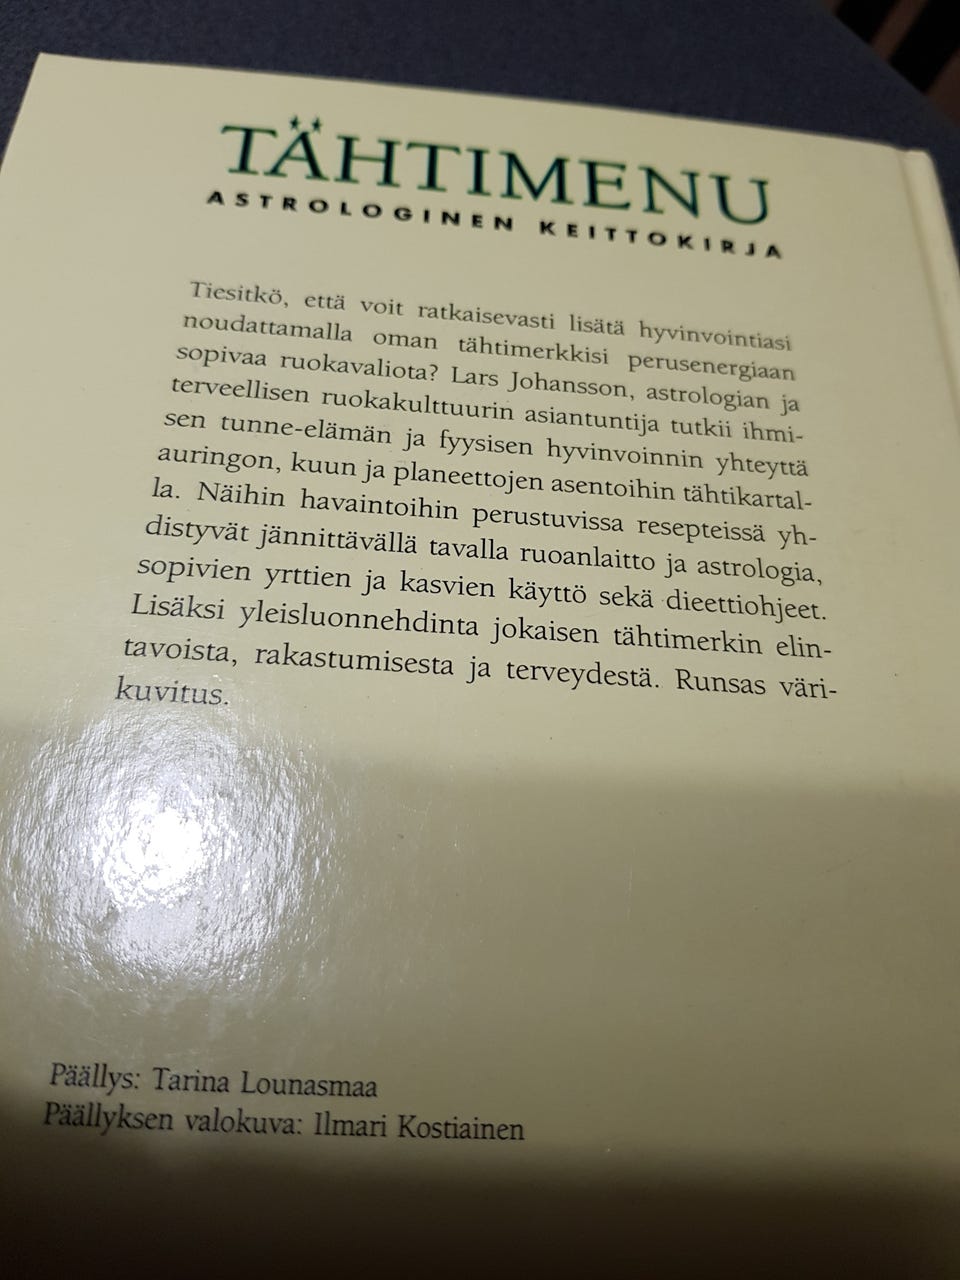 TÄHTIMENU
ASTROLOGINEN KEITTOKIRJA
Tiesitkö, että voit ratkaisevasti lisätä hyvinvointiasi
noudattamalla oman tähtimerkkisi perusenergiaan
sopivaa ruokavaliota? Lars Johansson, astrologian ja
terveellisen ruokakulttuurin asiantuntija tutkii ihmi-
sen tunne-elämän ja fyysisen hyvinvoinnin yhteyttä
auringon, kuun ja planeettojen asentoihin tähtikartal-
la. Näihin havaintoihin perustuvissa resepteissä yh-
distyvät jännittävällä tavalla ruoanlaitto ja astrologia,
sopivien yrttien ja kasvien käyttö sekä dieettiohjeet.
Lisäksi yleisluonnehdinta jokaisen tähtimerkin elin-
tavoista, rakastumisesta ja terveydestä. Runsas väri-
kuvitus.
Päällys: Tarina Lounasmaa
Päällyksen valokuva: Ilmari Kostiainen